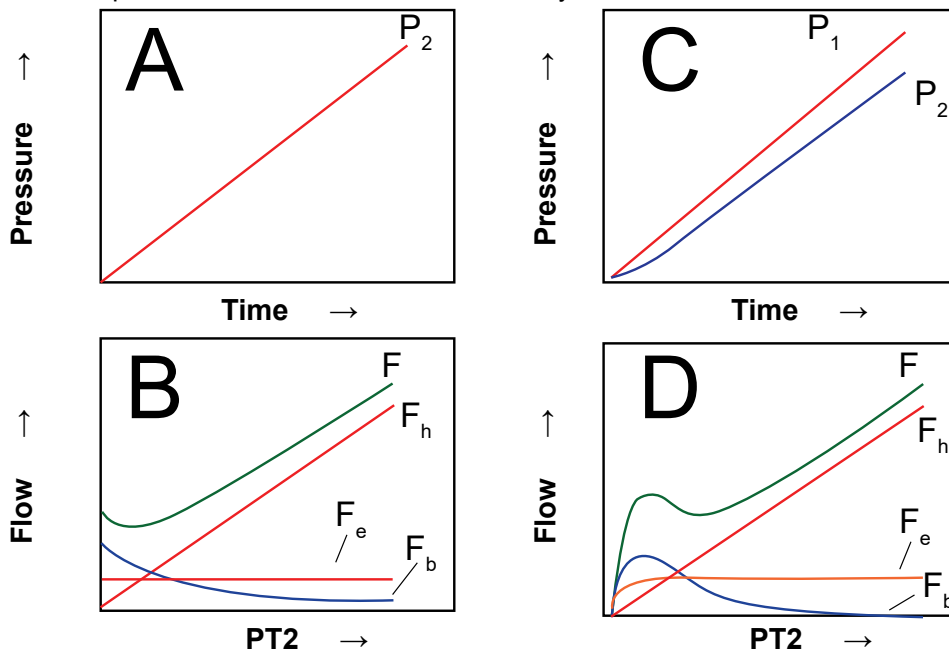 A
P2
Pressure →
Time →
C
P1
P2
Pressure →
Time →
B
F
Fh
Fe
Fb
Flow →
PT2 →
D
F
Fh
Fe
Fb
Flow →
PT2 →